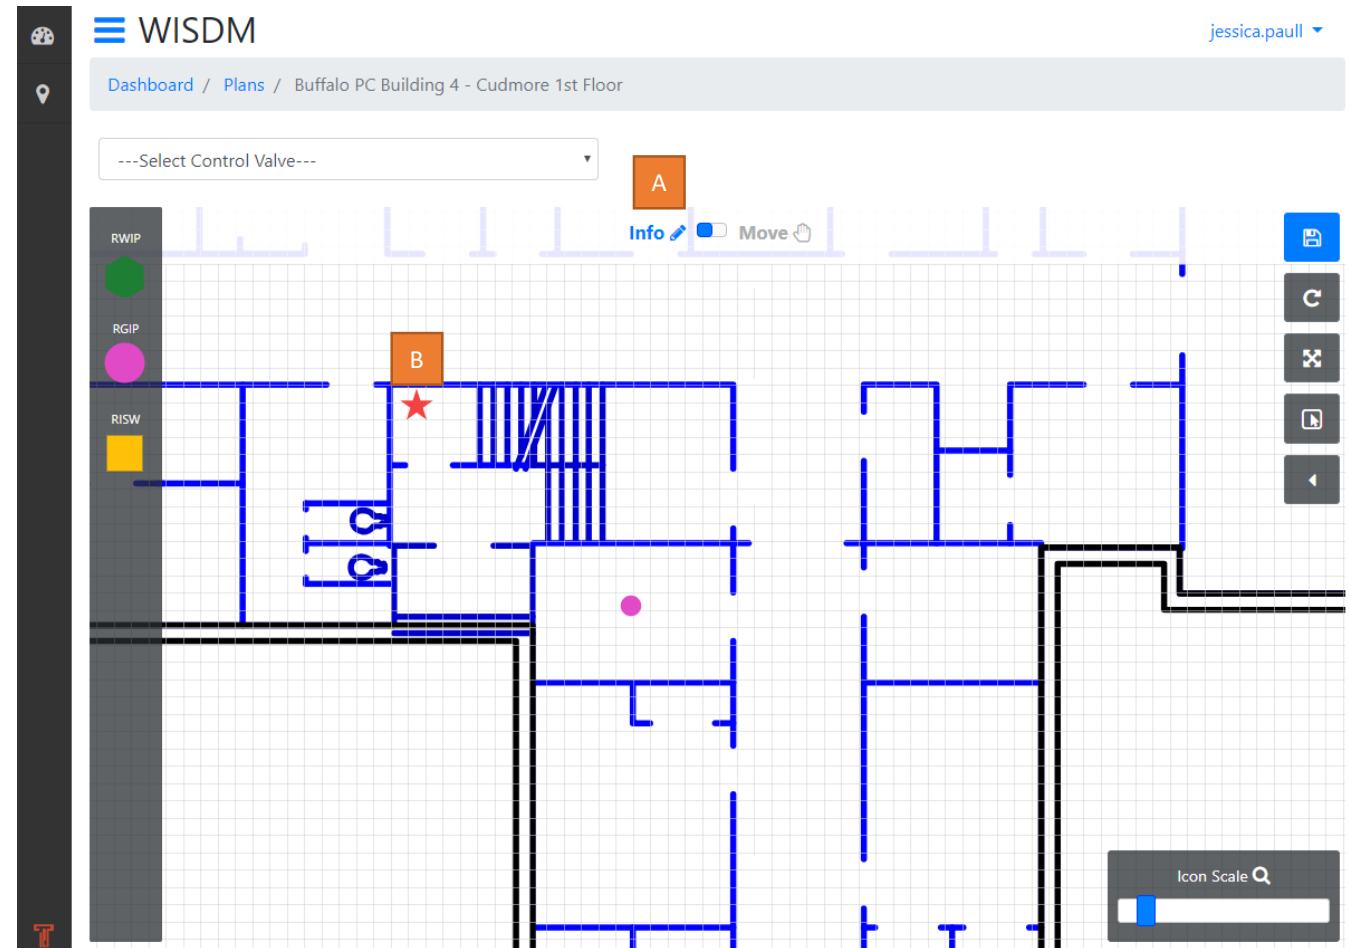 WISDM
jessica.paull
Dashboard / Plans / Buffalo PC Building 4 - Cudmore 1st Floor
---Select Control Valve---
A
RWIP
Info Move
RGIP
B
RISW
Icon Scale